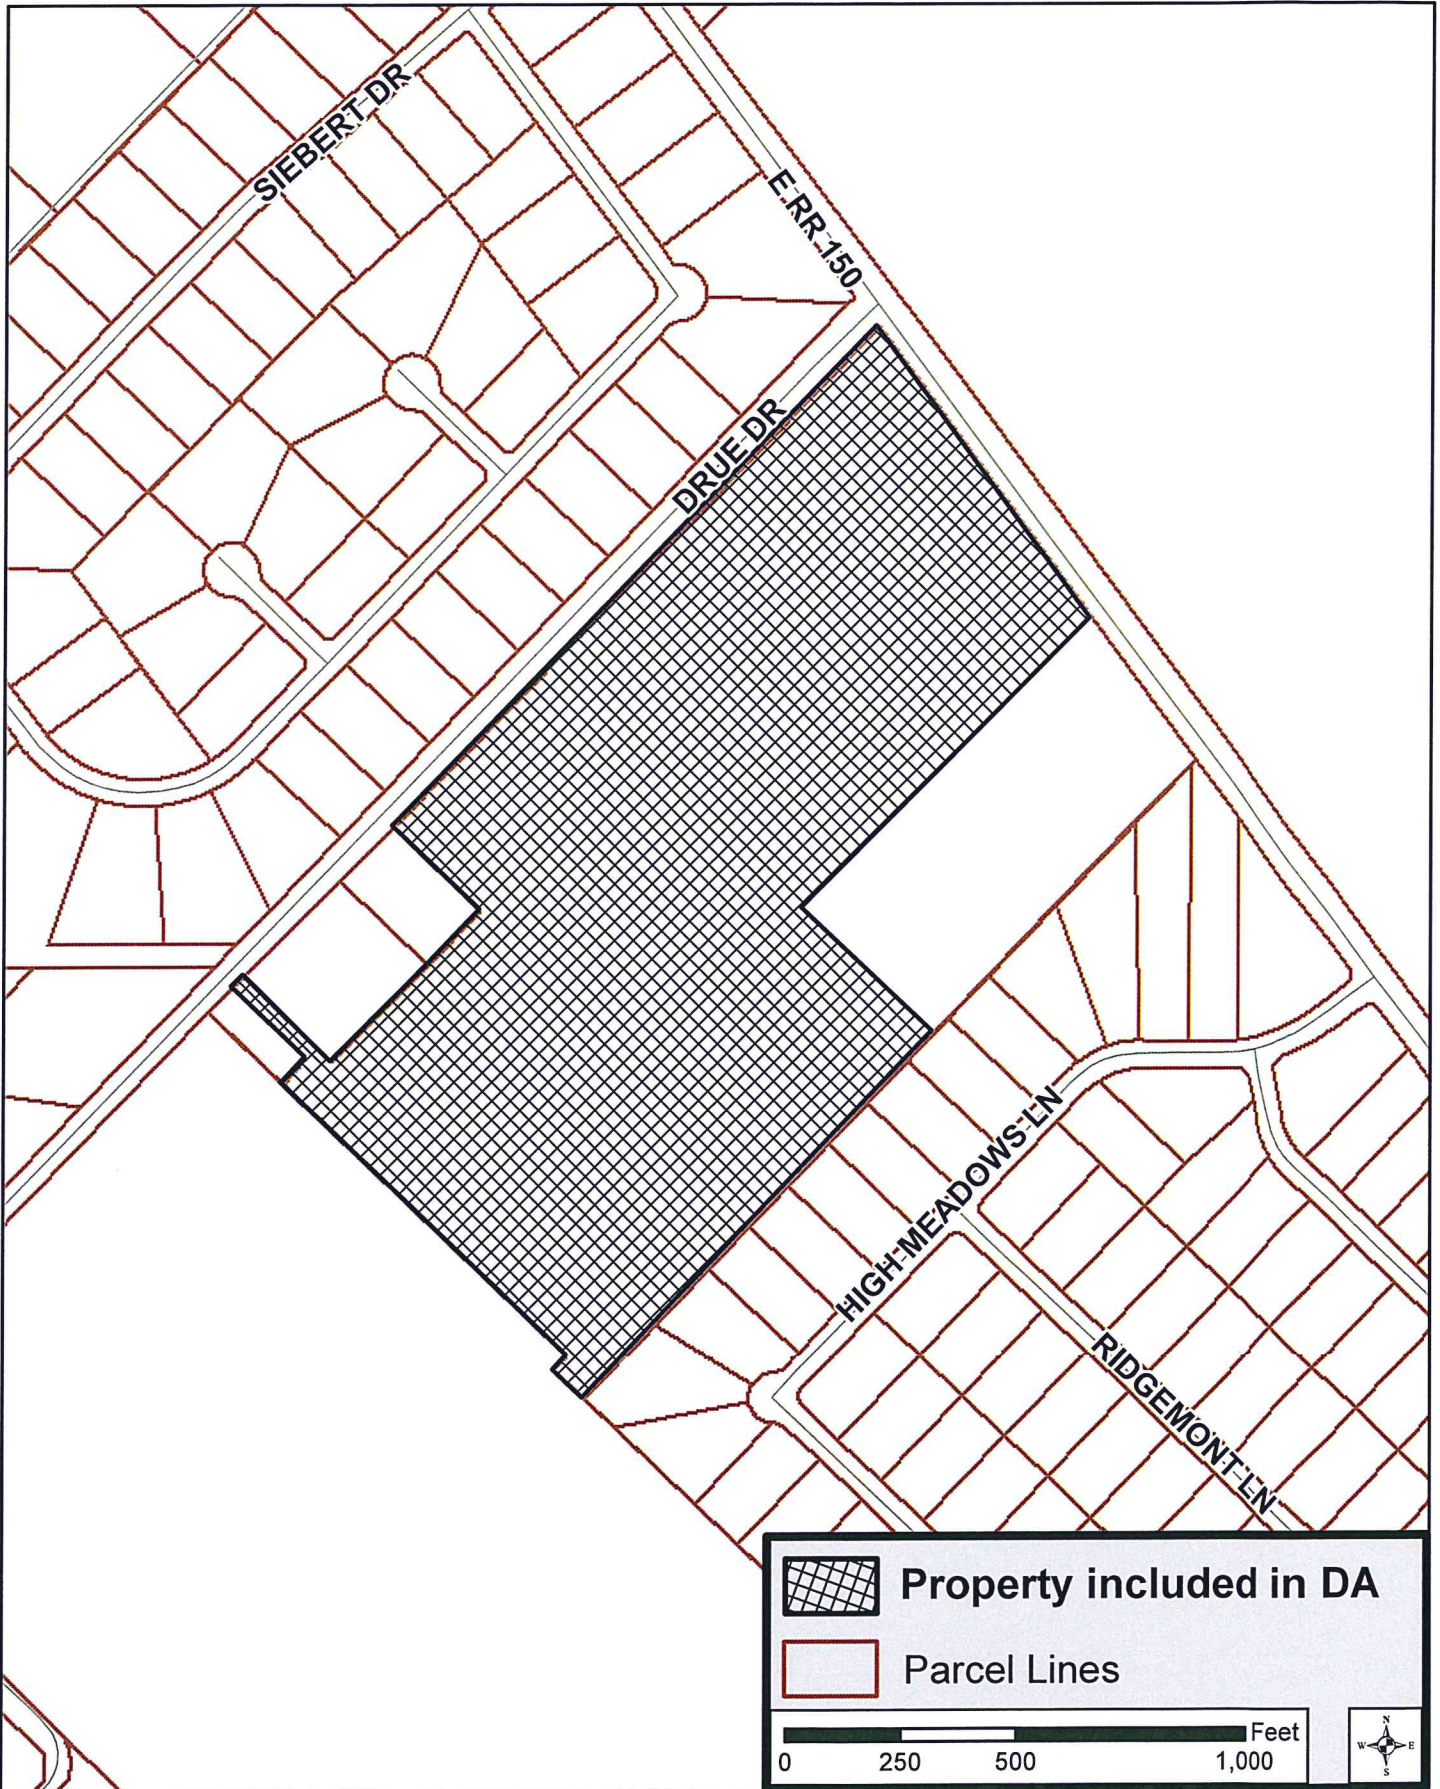 SIEBERT DR
E RR 150
DRUE DR
HIGH MEADOWS LN
RIDGEMONT LN
Property included in DA
Parcel Lines
Feet
0 250 500 1,000
N
W E
S